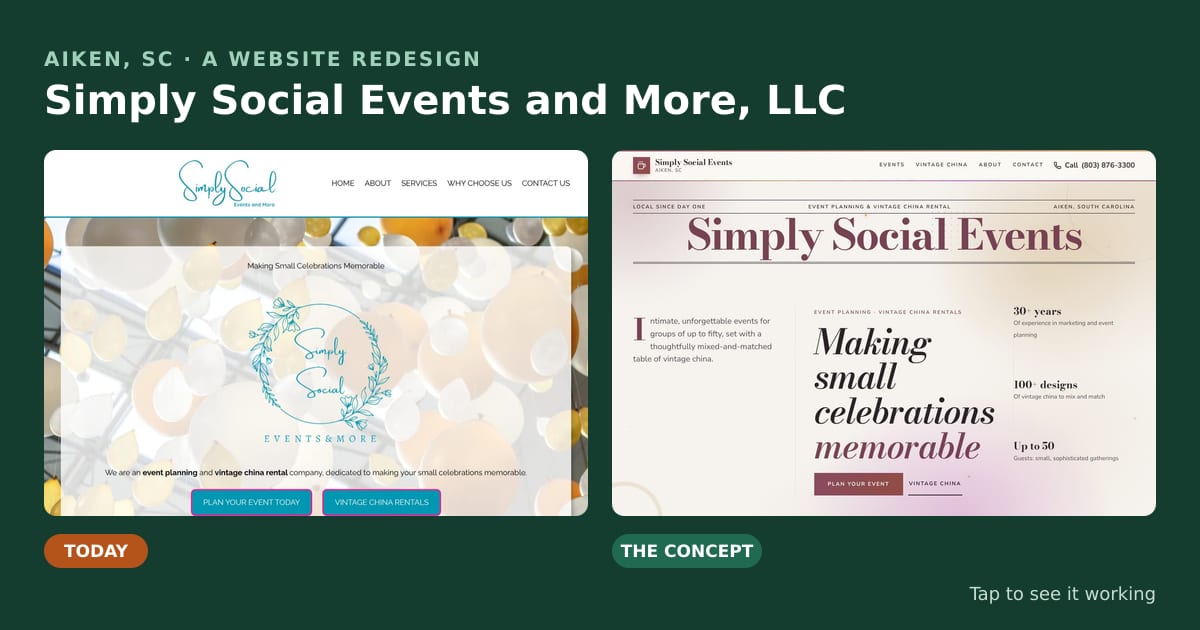 AIKEN, SC · A WEBSITE REDESIGN
Simply Social Events and More, LLC
Simply Social
Events and More
HOME ABOUT SERVICES WHY CHOOSE US CONTACT US
Making Small Celebrations Memorable
Simply
Social
EVENTS & MORE
We are an event planning and vintage china rental company, dedicated to making your small celebrations memorable.
PLAN YOUR EVENT TODAY VINTAGE CHINA RENTALS
TODAY
Simply Social Events
AIKEN, SC
EVENTS VINTAGE CHINA ABOUT CONTACT Call (803) 876-3300
LOCAL SINCE DAY ONE EVENT PLANNING & VINTAGE CHINA RENTAL AIKEN, SOUTH CAROLINA
Simply Social Events
Intimate, unforgettable events for
groups of up to fifty, set with a
thoughtfully mixed-and-matched
table of vintage china.
EVENT PLANNING · VINTAGE CHINA RENTALS
Making
small
celebrations
memorable
PLAN YOUR EVENT VINTAGE CHINA
30+ years
Of experience in marketing and event
planning
100+ designs
Of vintage china to mix and match
Up to 50
Guests: small, sophisticated gatherings
THE CONCEPT
Tap to see it working